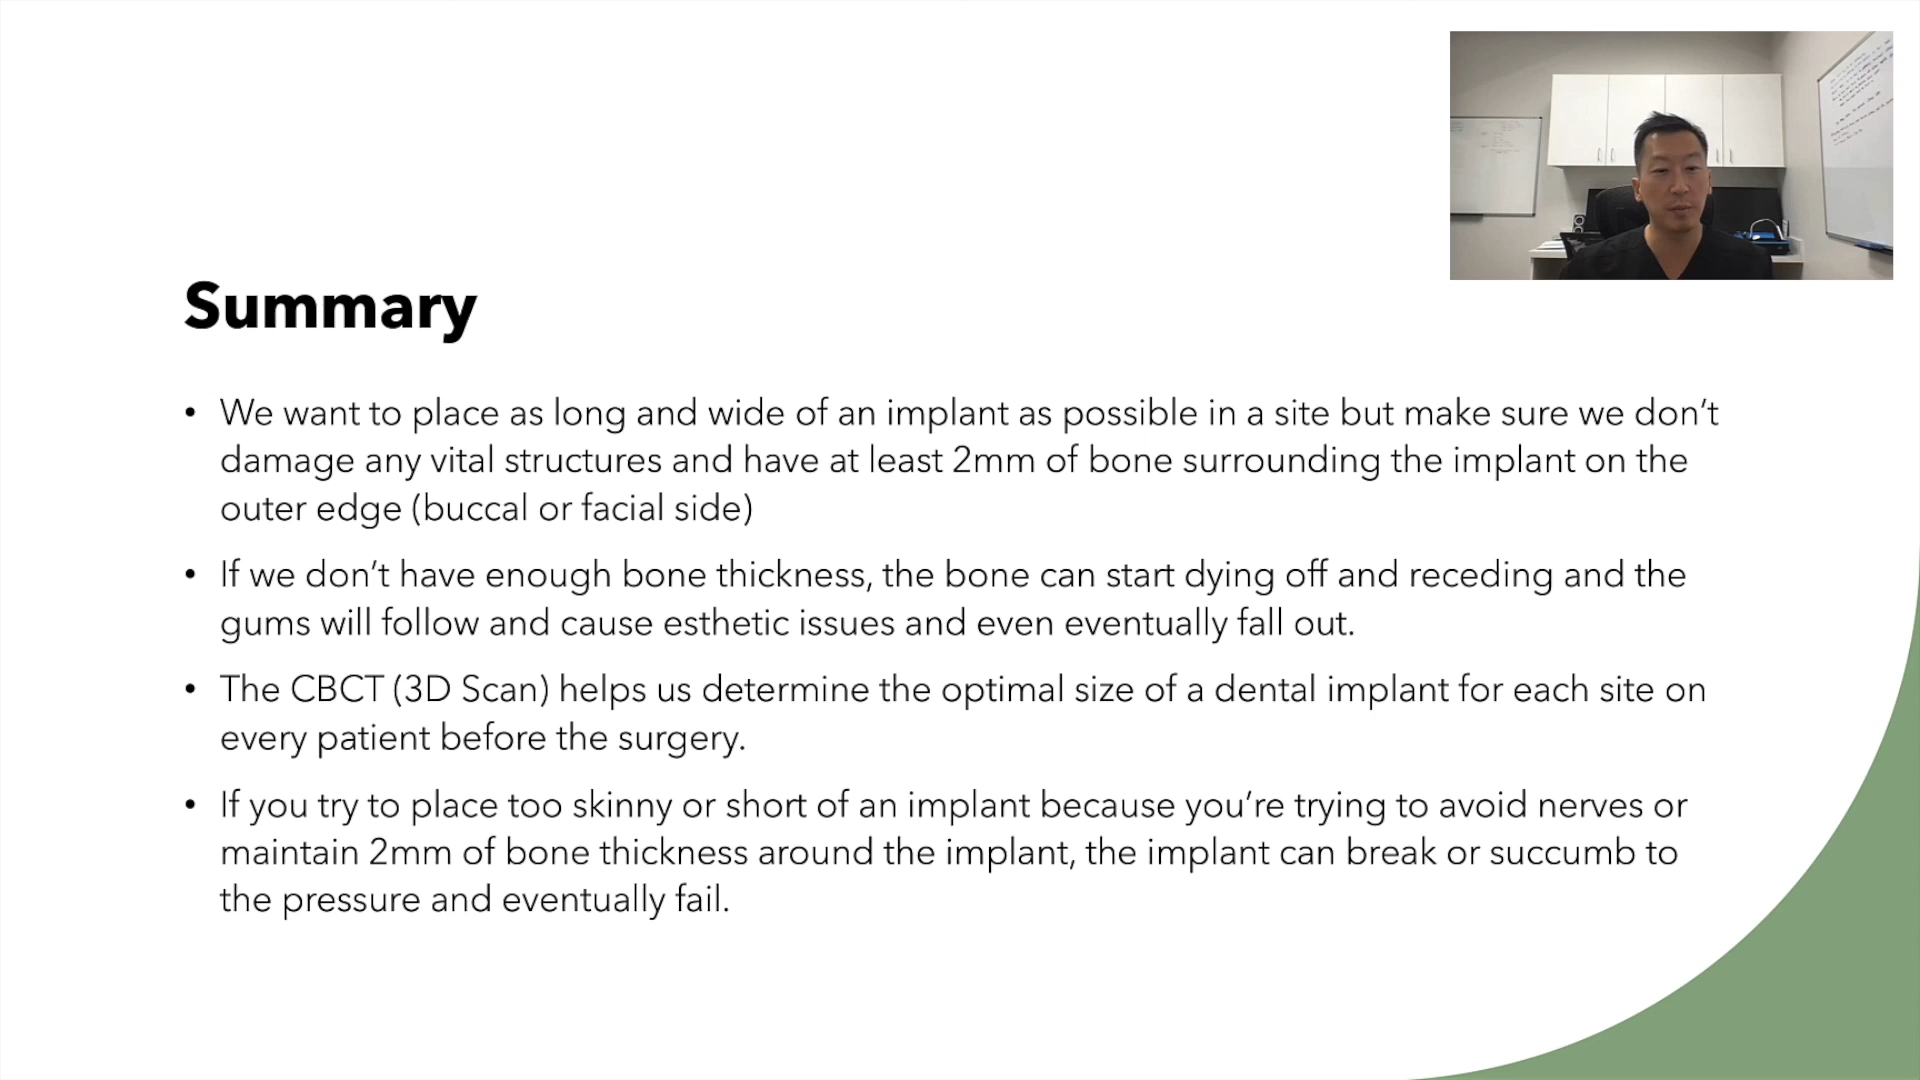 Summary
• We want to place as long and wide of an implant as possible in a site but make sure we don’t
damage any vital structures and have at least 2mm of bone surrounding the implant on the
outer edge (buccal or facial side)
• If we don’t have enough bone thickness, the bone can start dying off and receding and the
gums will follow and cause esthetic issues and even eventually fall out.
• The CBCT (3D Scan) helps us determine the optimal size of a dental implant for each site on
every patient before the surgery.
• If you try to place too skinny or short of an implant because you’re trying to avoid nerves or
maintain 2mm of bone thickness around the implant, the implant can break or succumb to
the pressure and eventually fail.